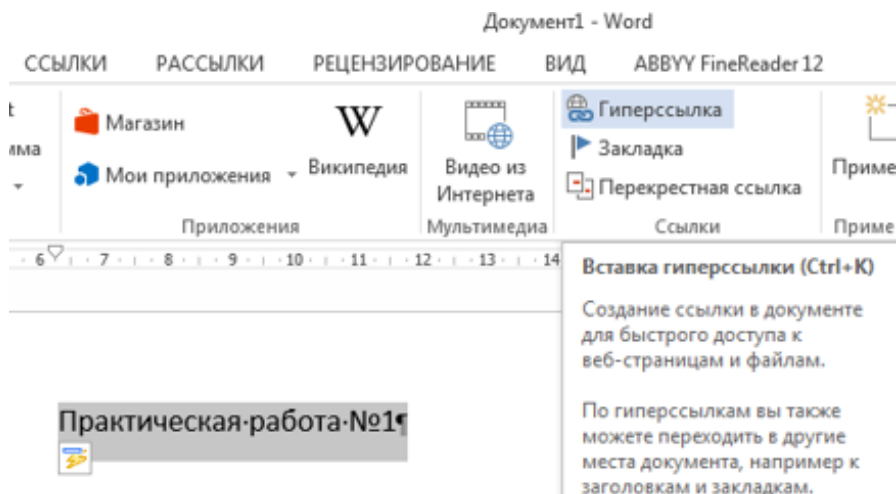 Документ1 - Word
ССЫЛКИ РАССЫЛКИ РЕЦЕНЗИРОВАНИЕ ВИД ABBYY FineReader 12
Магазин
Мои приложения
Википедия
Видео из
Интернета
Гиперссылка
Закладка
Перекрестная ссылка
Приме
Приложения Мультимедиа Ссылки Приме
6 7 8 9 10 11 12 13 14
Вставка гиперссылки (Ctrl+K)
Создание ссылки в документе
для быстрого доступа к
веб-страницам и файлам.
По гиперссылкам вы также
можете переходить в другие
места документа, например к
заголовкам и закладкам.
Практическая·работа·№1¶